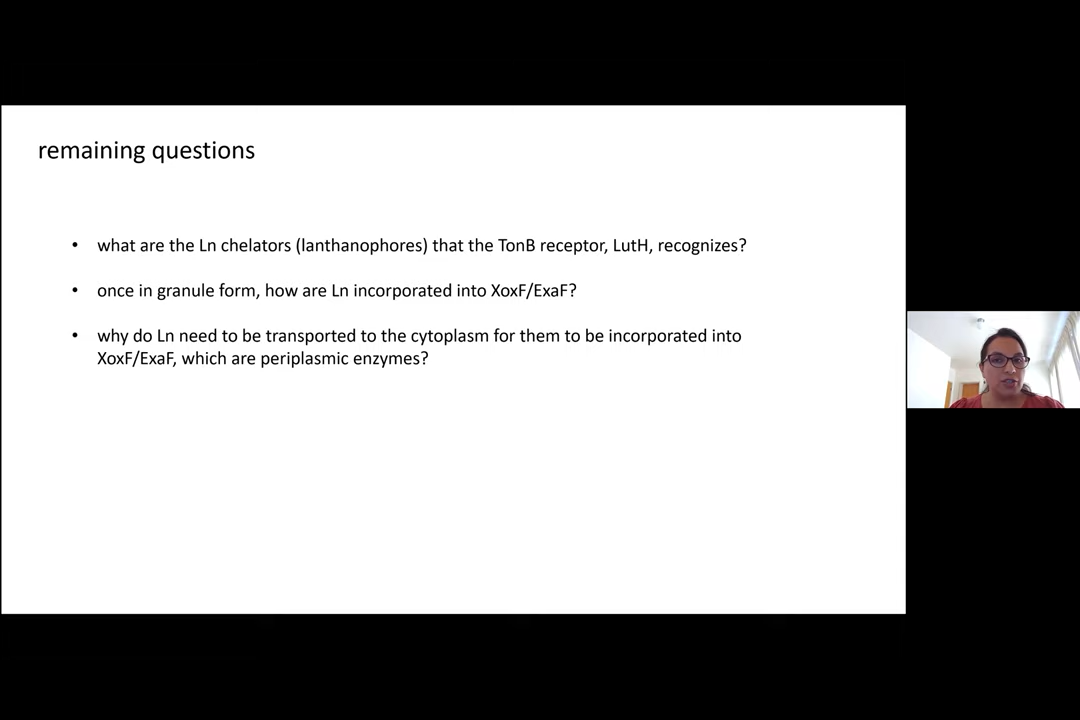 remaining questions
• what are the Ln chelators (lanthanophores) that the TonB receptor, LutH, recognizes?
• once in granule form, how are Ln incorporated into XoxF/ExaF?
• why do Ln need to be transported to the cytoplasm for them to be incorporated into
XoxF/ExaF, which are periplasmic enzymes?